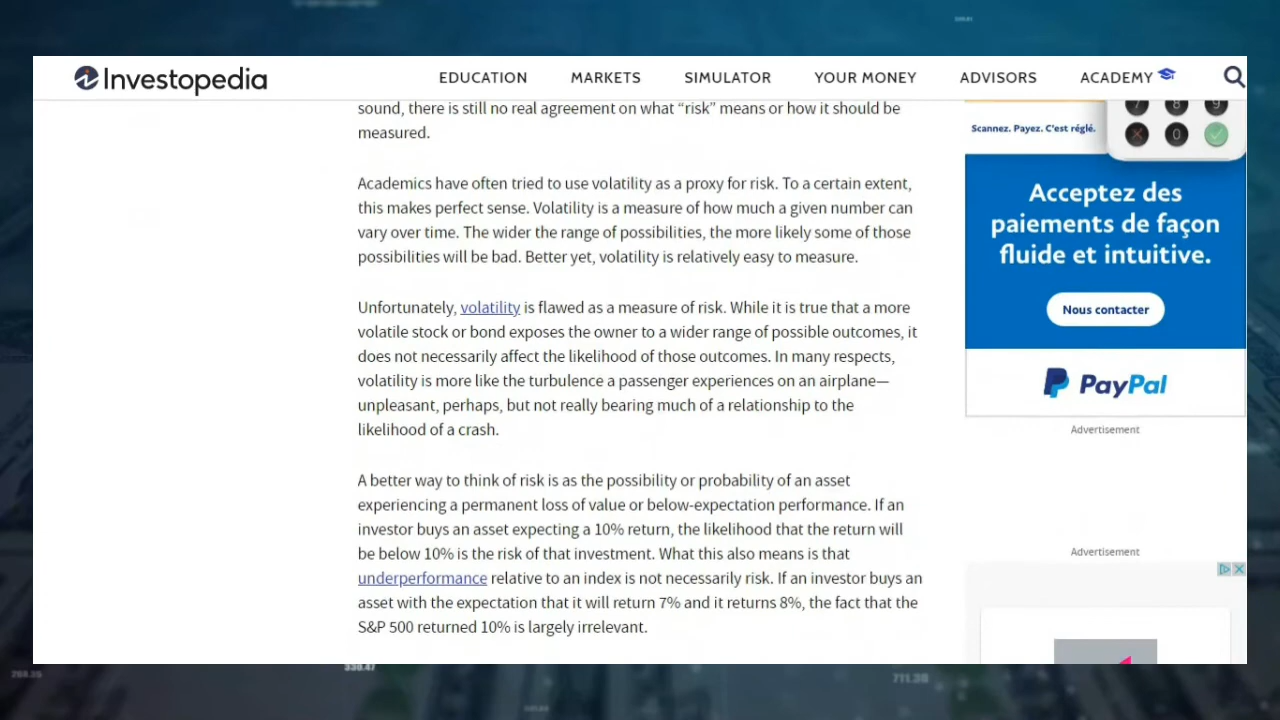 Investopedia
EDUCATION
MARKETS
SIMULATOR
YOUR MONEY
ADVISORS
ACADEMY
sound, there is still no real agreement on what “risk” means or how it should be
measured.
Academics have often tried to use volatility as a proxy for risk. To a certain extent,
this makes perfect sense. Volatility is a measure of how much a given number can
vary over time. The wider the range of possibilities, the more likely some of those
possibilities will be bad. Better yet, volatility is relatively easy to measure.
Unfortunately, volatility is flawed as a measure of risk. While it is true that a more
volatile stock or bond exposes the owner to a wider range of possible outcomes, it
does not necessarily affect the likelihood of those outcomes. In many respects,
volatility is more like the turbulence a passenger experiences on an airplane—
unpleasant, perhaps, but not really bearing much of a relationship to the
likelihood of a crash.
A better way to think of risk is as the possibility or probability of an asset
experiencing a permanent loss of value or below-expectation performance. If an
investor buys an asset expecting a 10% return, the likelihood that the return will
be below 10% is the risk of that investment. What this also means is that
underperformance relative to an index is not necessarily risk. If an investor buys an
asset with the expectation that it will return 7% and it returns 8%, the fact that the
S&P 500 returned 10% is largely irrelevant.
7 8 9
Scannez. Payez. C'est réglé.
0
Acceptez des
paiements de façon
fluide et intuitive.
Nous contacter
PayPal
Advertisement
Advertisement
330.47
711.38